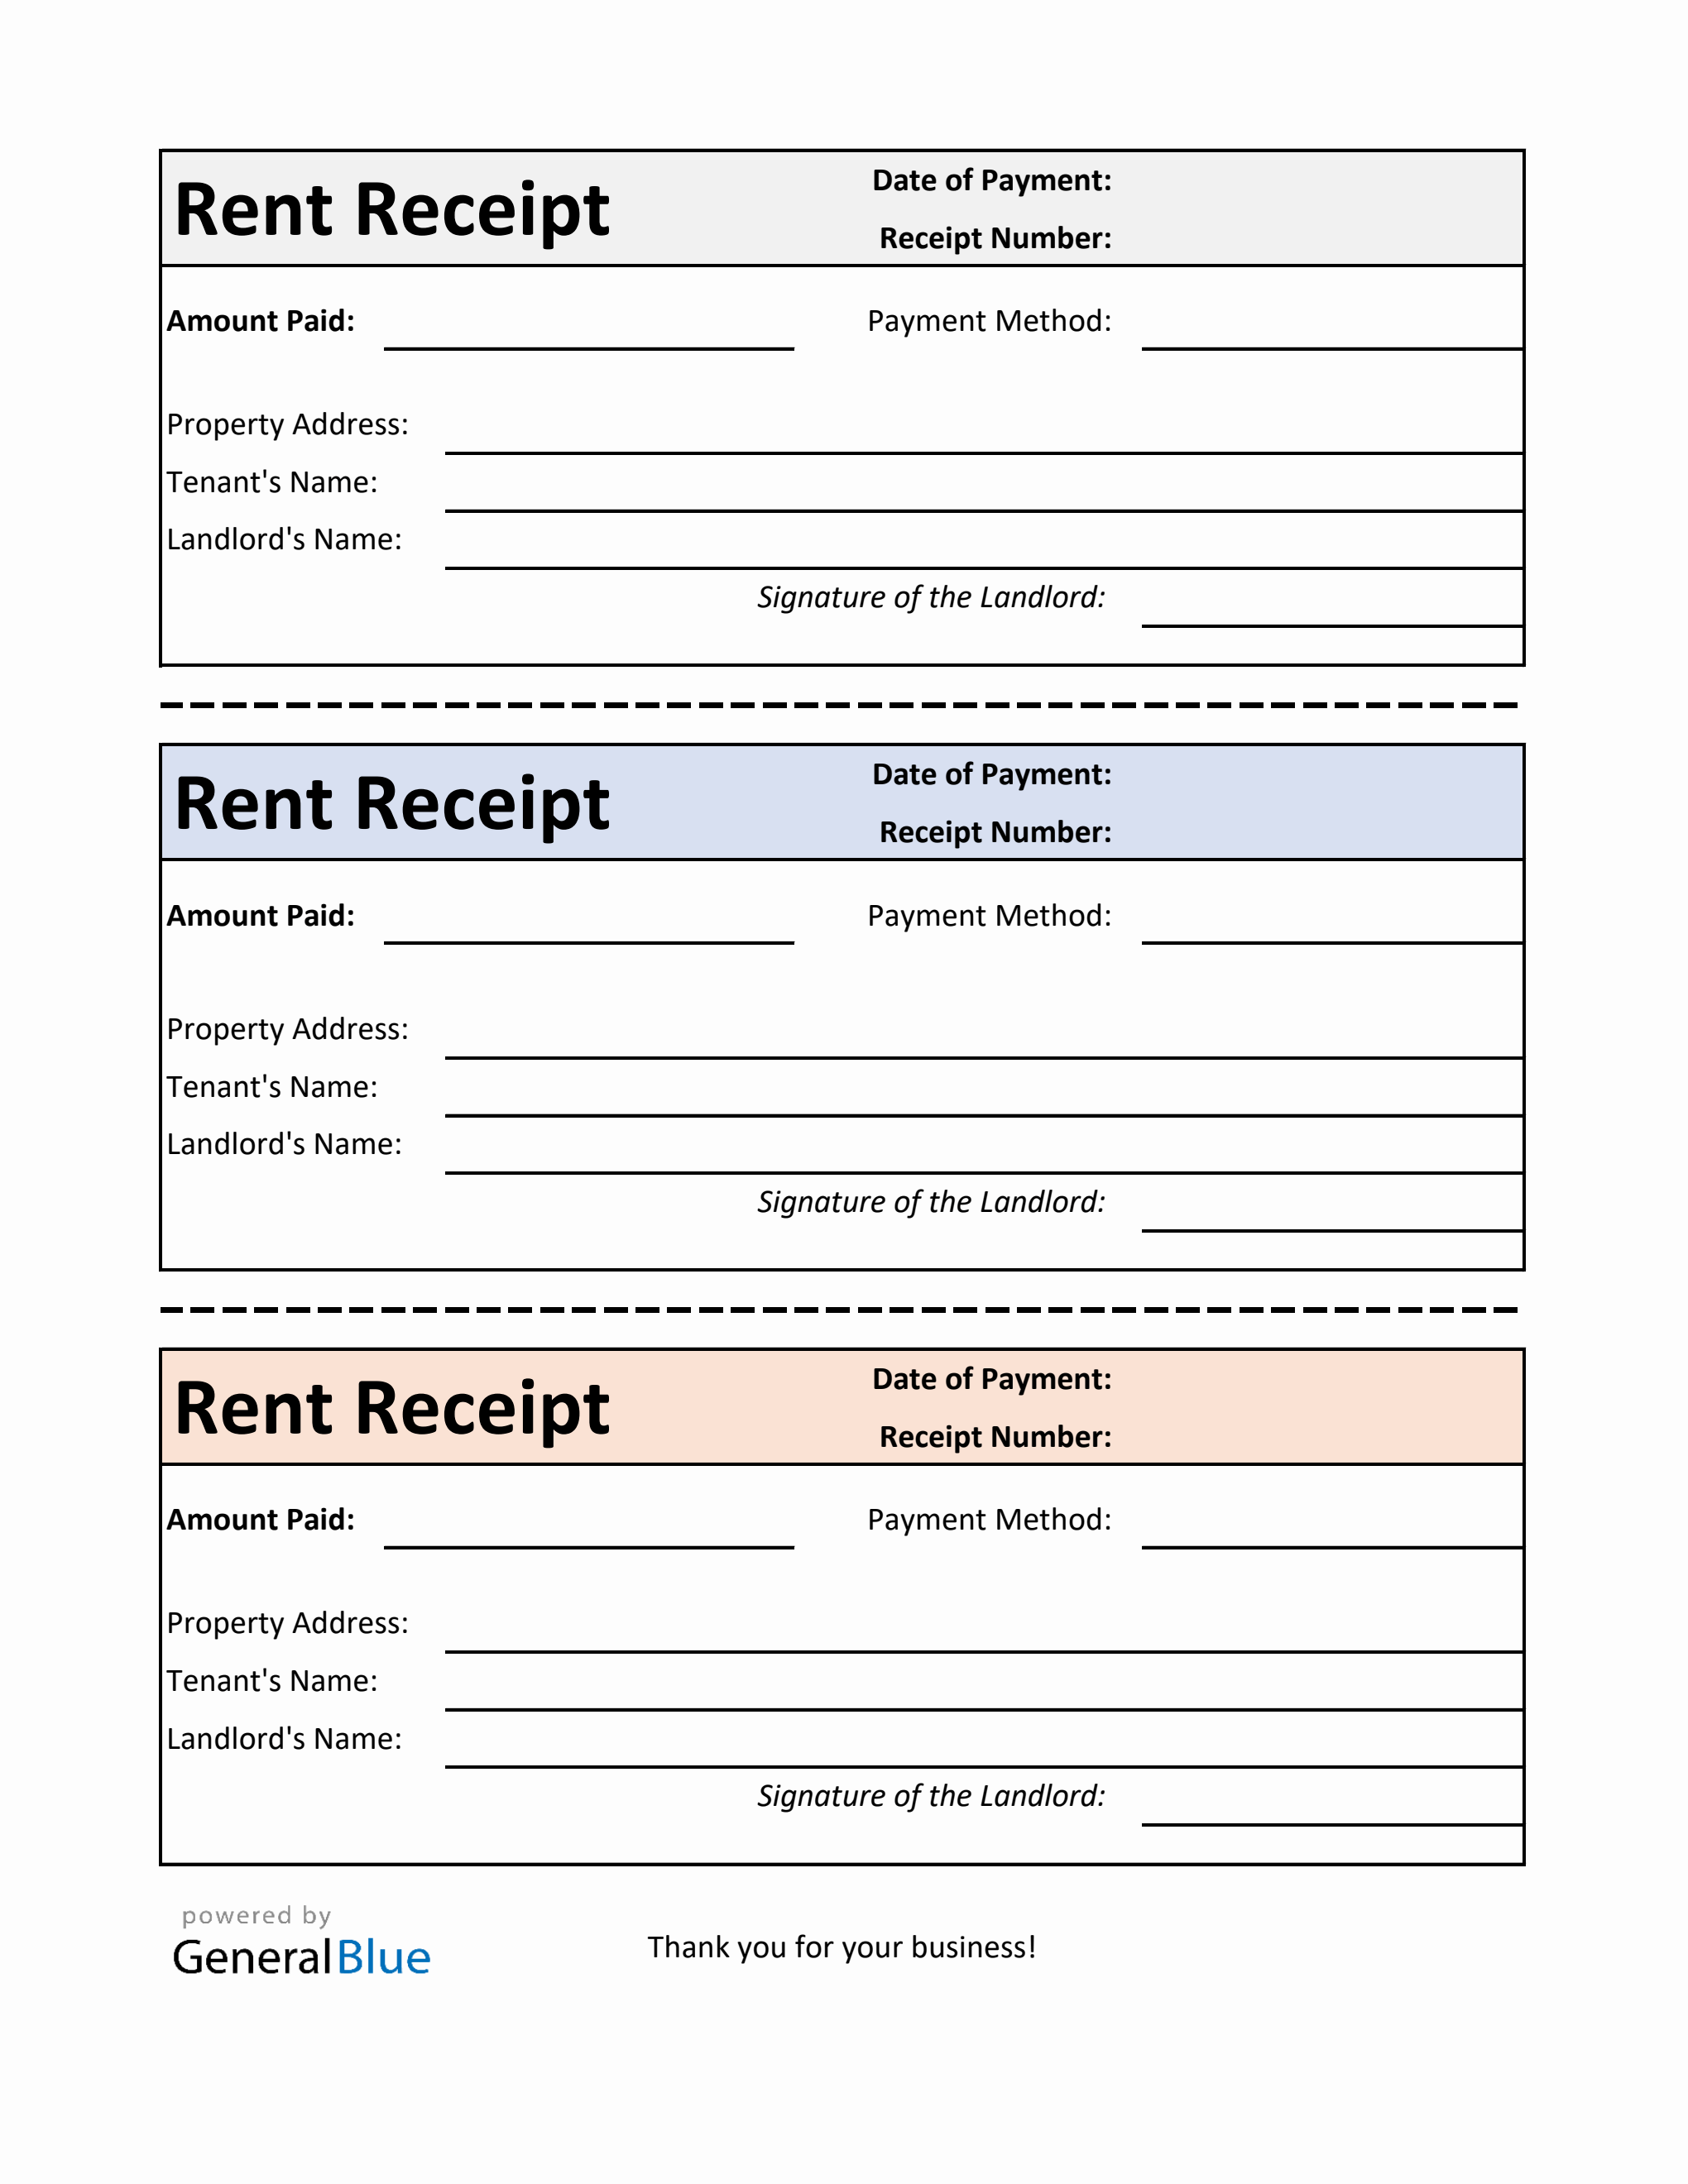 Rent Receipt
Date of Payment:
Receipt Number:
Amount Paid:
Payment Method:
Property Address:
Tenant's Name:
Landlord's Name:
Signature of the Landlord:
Rent Receipt
Date of Payment:
Receipt Number:
Amount Paid:
Payment Method:
Property Address:
Tenant's Name:
Landlord's Name:
Signature of the Landlord:
Rent Receipt
Date of Payment:
Receipt Number:
Amount Paid:
Payment Method:
Property Address:
Tenant's Name:
Landlord's Name:
Signature of the Landlord:
powered by
GeneralBlue
Thank you for your business!